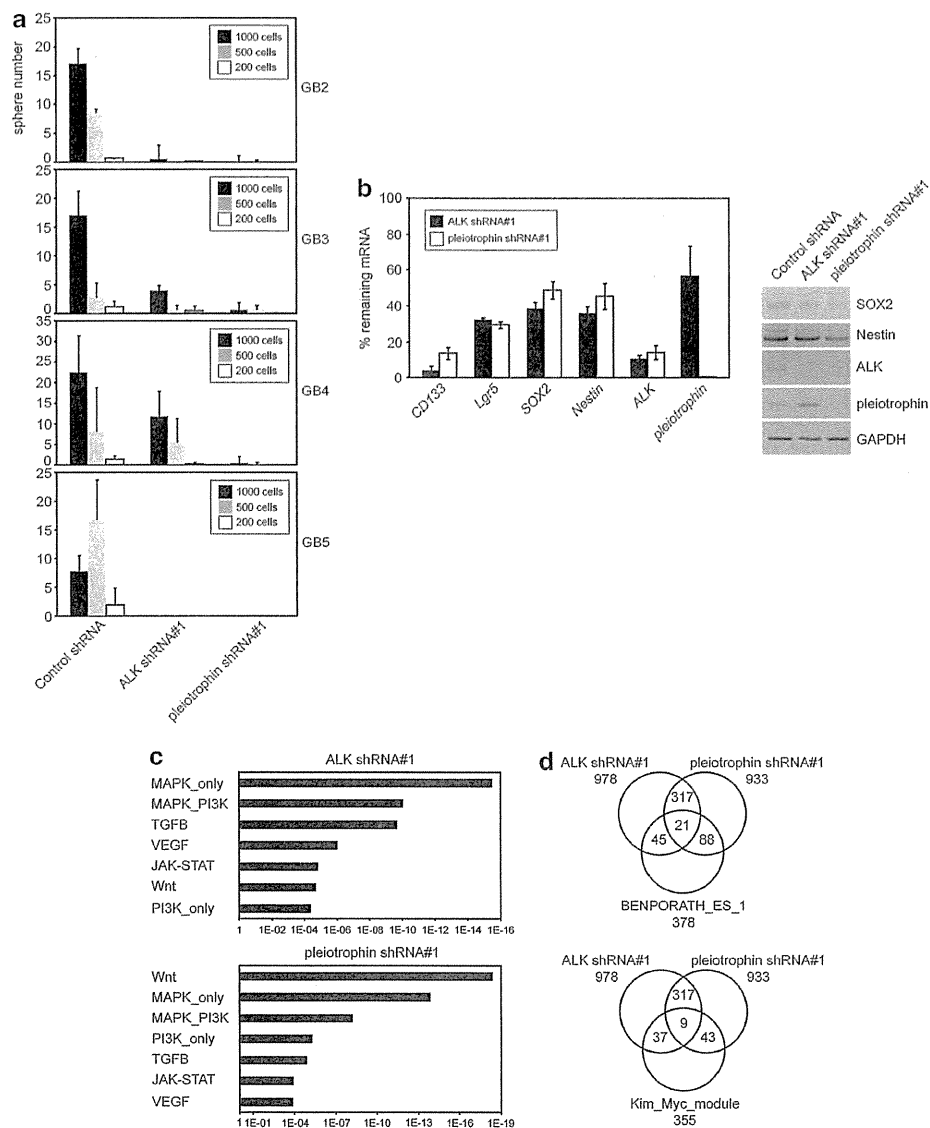 a
sphere number
25
20
15
10
5
0
1000 cells
500 cells
200 cells
GB2
25
20
15
10
5
0
1000 cells
500 cells
200 cells
GB3
35
30
25
20
15
10
5
0
1000 cells
500 cells
200 cells
GB4
25
20
15
10
5
0
1000 cells
500 cells
200 cells
GB5
Control shRNA
ALK shRNA#1
pleiotrophin shRNA#1
b
% remaining mRNA
100
80
60
40
20
0
ALK shRNA#1
pleiotrophin shRNA#1
CD133
Lgr5
SOX2
Nestin
ALK
pleiotrophin
Control shRNA
ALK shRNA#1
pleiotrophin shRNA#1
SOX2
Nestin
ALK
pleiotrophin
GAPDH
c
ALK shRNA#1
MAPK_only
MAPK_PI3K
TGFB
VEGF
JAK-STAT
Wnt
PI3K_only
1 1E-02 1E-04 1E-06 1E-08 1E-10 1E-12 1E-14 1E-16
pleiotrophin shRNA#1
Wnt
MAPK_only
MAPK_PI3K
PI3K_only
TGFB
JAK-STAT
VEGF
1 1E-01 1E-04 1E-07 1E-10 1E-13 1E-16 1E-19
d
ALK shRNA#1 pleiotrophin shRNA#1
978 933
317
21
45 88
BENPORATH_ES_1
378
ALK shRNA#1 pleiotrophin shRNA#1
978 933
317
9
37 43
Kim_Myc_module
355